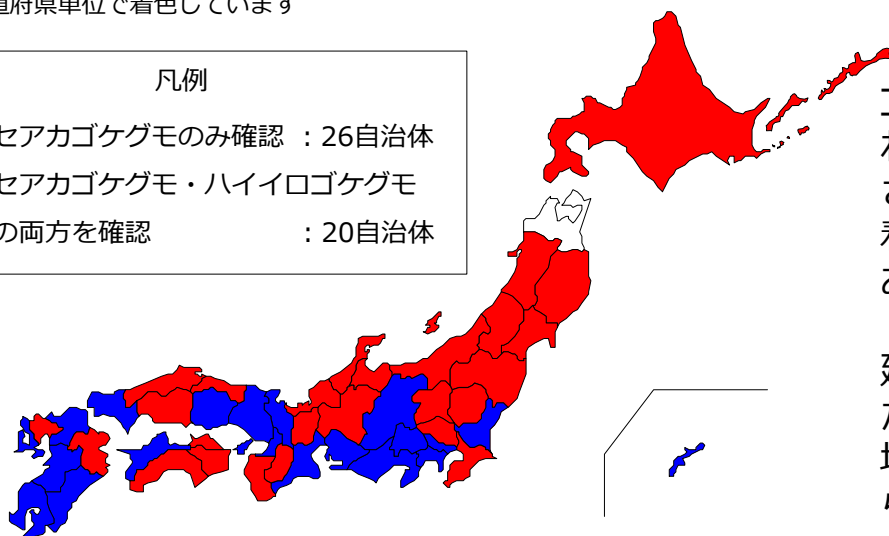 道府県単位で着色しています
凡例
セアカゴケグモのみ確認 : 26自治体
セアカゴケグモ・ハイイロゴケグモ
の両方を確認 : 20自治体